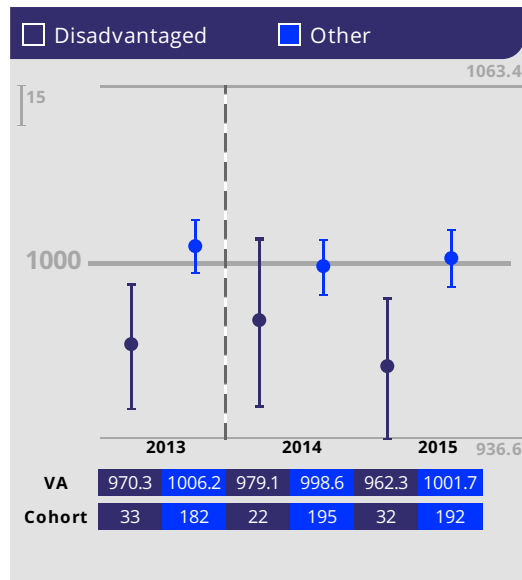 Disadvantaged Other
1063.4
15
1000
2013 2014 2015 936.6
VA 970.3 1006.2 979.1 998.6 962.3 1001.7
Cohort 33 182 22 195 32 192